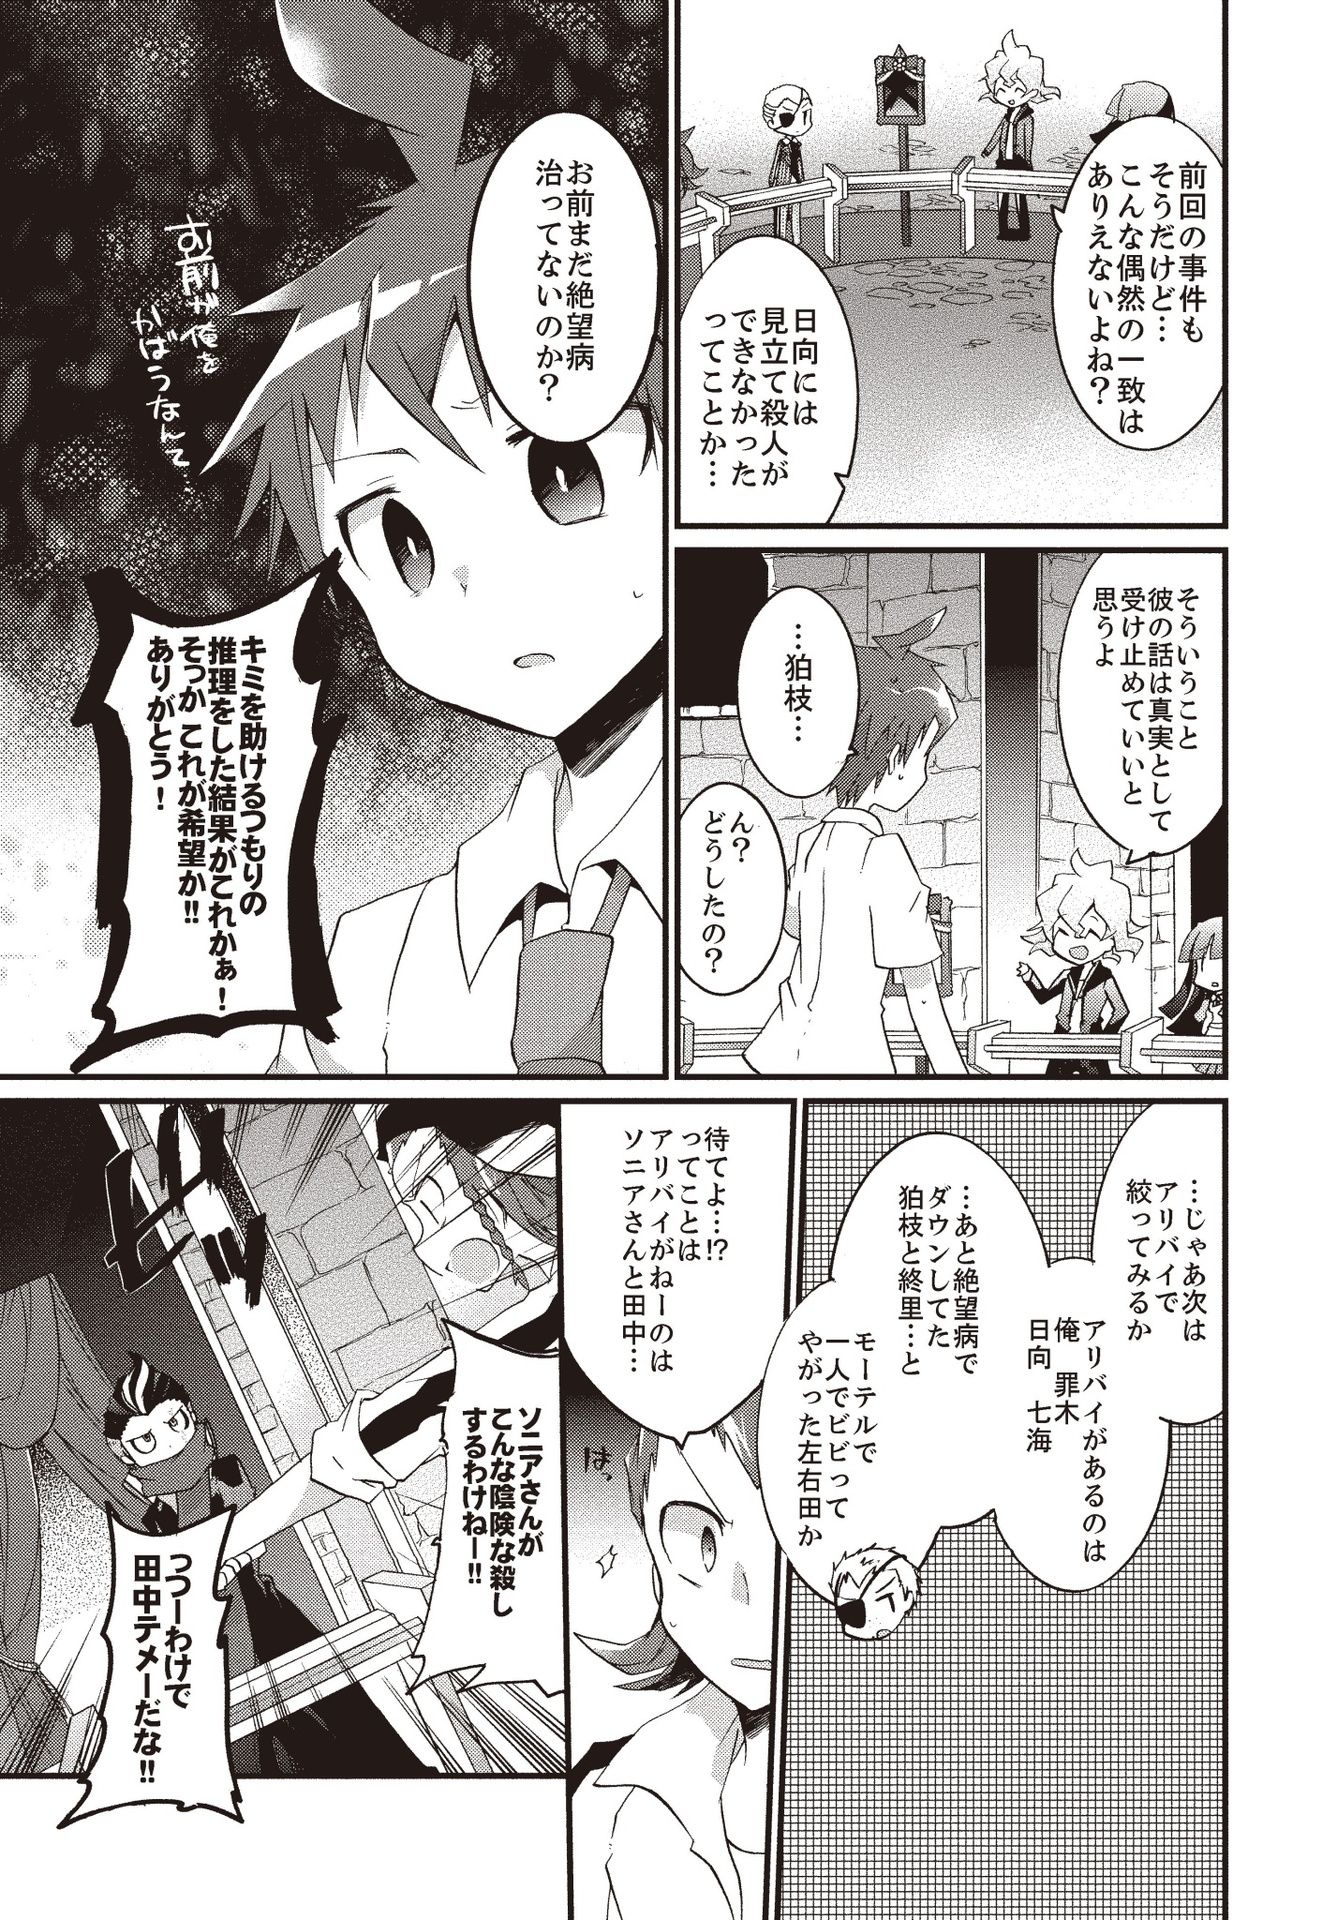 前回の事件も
そうだけど…
こんな偶然の一致は
ありえないよね？
日向には
見立て殺人が
できなかった
ってことか…
そういうこと
彼の話は真実として
受け止めていいと
思うよ
…狛枝…
ん？
どうしたの？
お前まだ絶望病
治ってないのか？
お前が俺を
かばうなんて…
キミを助けるつもりの
推理をした結果がこれかぁ！
そっか これが希望か!!
ありがとう！
…じゃあ次は
アリバイで
絞ってみるか
アリバイがあるのは
俺　罪木
日向　七海
…あと絶望病で
ダウンしてた
狛枝と終里…と
モーテルで
一人でビビって
やがった左右田か
待てよ…!?
ってことは
アリバイがねーのは
ソニアさんと田中…
はっ
ソニアさんが
こんな陰険な殺し
するわけねー!!
つーわけで
田中テメーだな!!